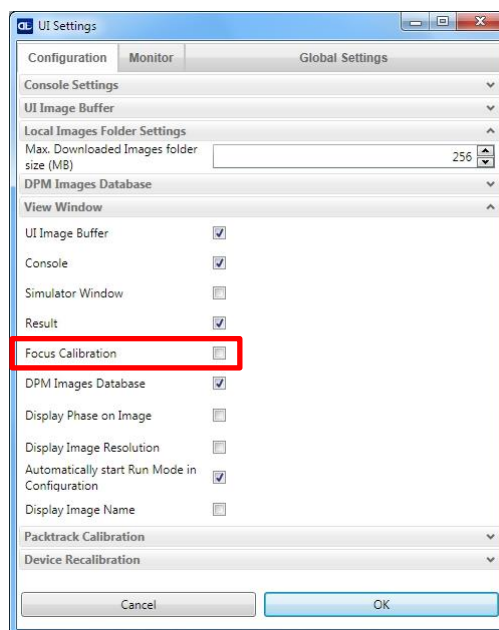 DL UI Settings
Configuration Monitor Global Settings
Console Settings
UI Image Buffer
Local Images Folder Settings
Max. Downloaded Images folder
size (MB)
256
DPM Images Database
View Window
UI Image Buffer
Console
Simulator Window
Result
Focus Calibration
DPM Images Database
Display Phase on Image
Display Image Resolution
Automatically start Run Mode in
Configuration
Display Image Name
Packtrack Calibration
Device Recalibration
Cancel OK